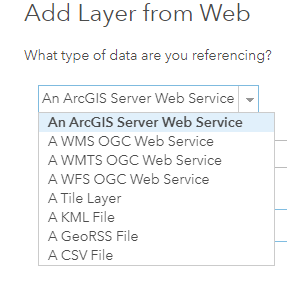 Add Layer from Web
What type of data are you referencing?
An ArcGIS Server Web Service
An ArcGIS Server Web Service
A WMS OGC Web Service
A WMTS OGC Web Service
A WFS OGC Web Service
A Tile Layer
A KML File
A GeoRSS File
A CSV File